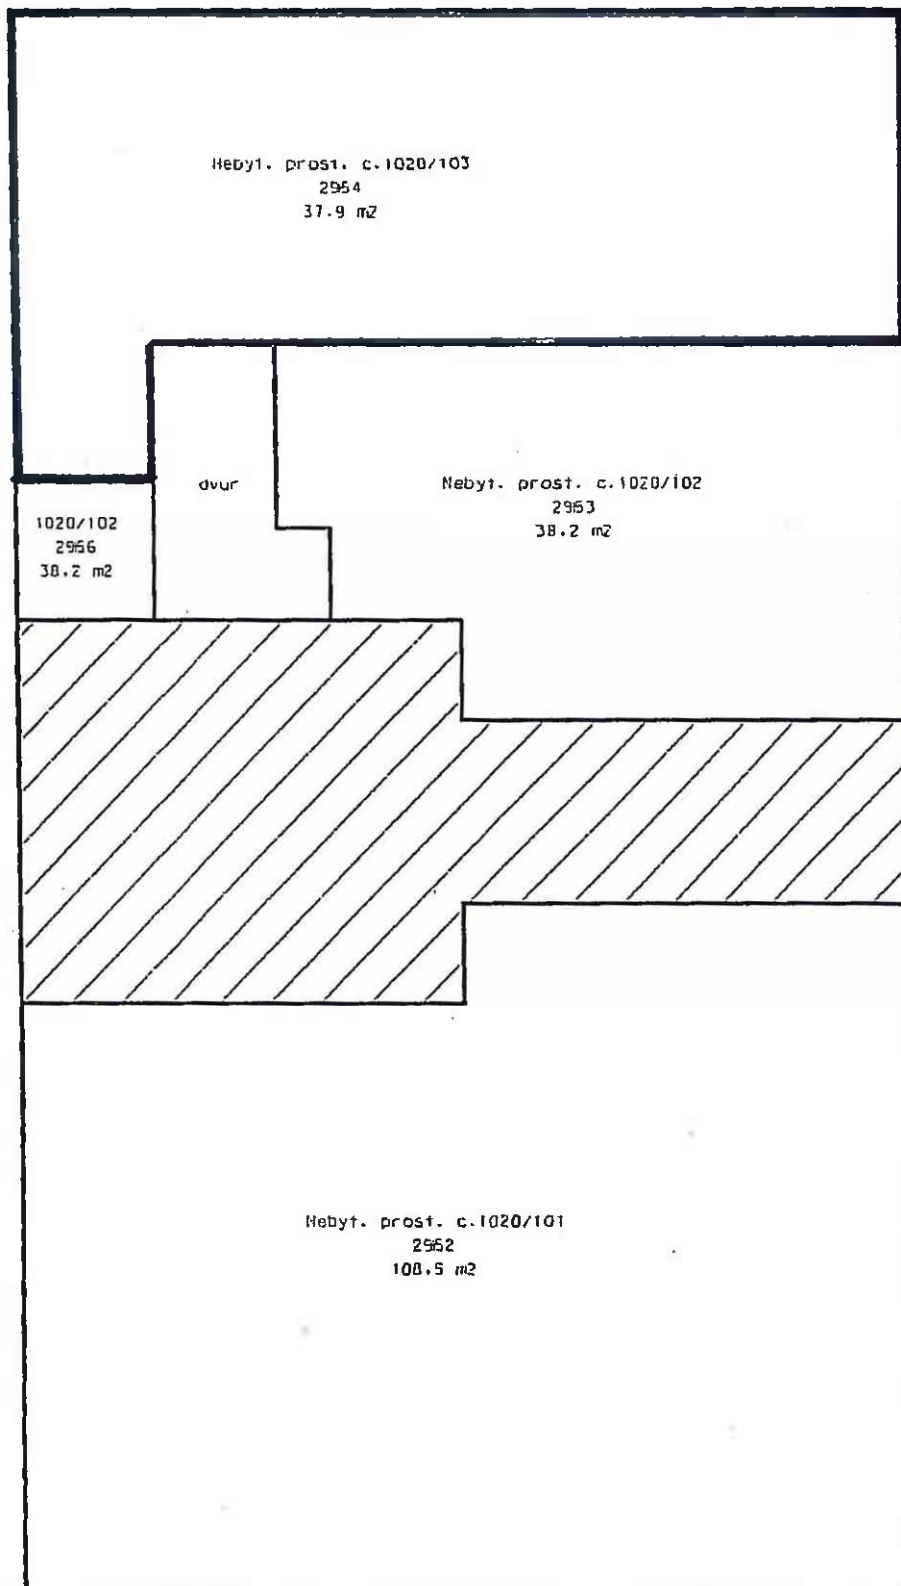 Nebyt. prost. c.1020/103
2954
37.9 m2
dvur
Nebyt. prost. c.1020/102
2953
38.2 m2
1020/102
2956
38.2 m2
Nebyt. prost. c.1020/101
2952
108.5 m2